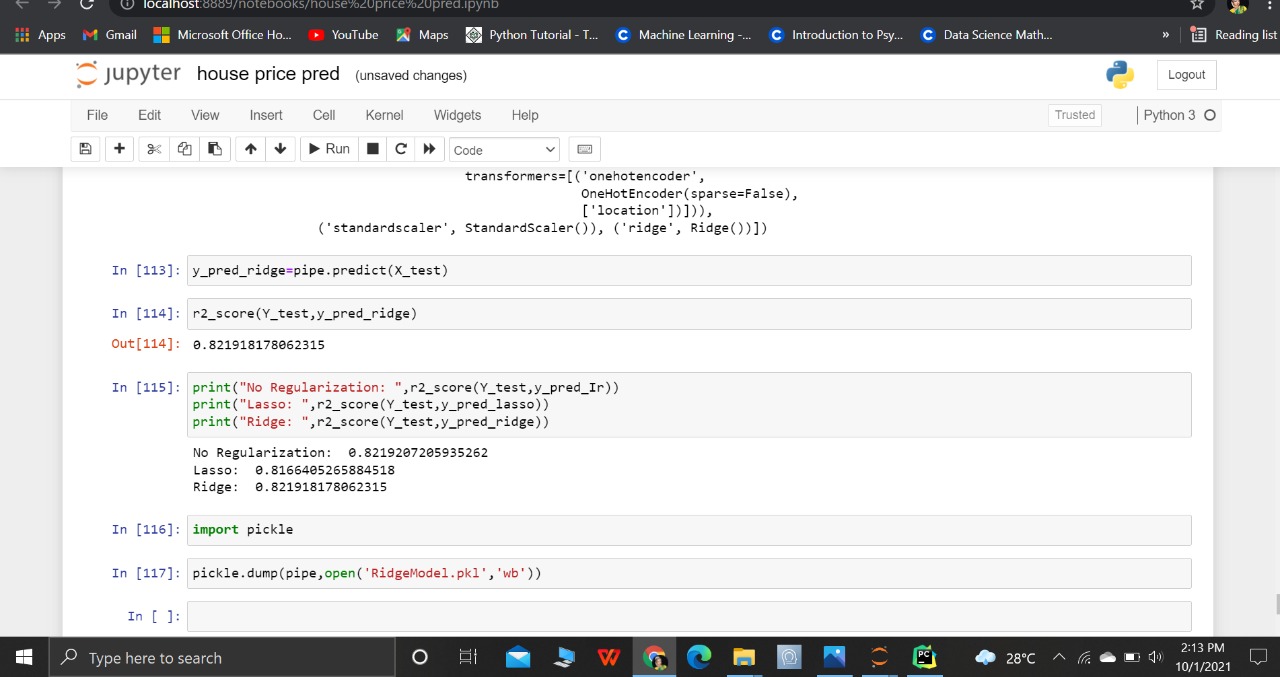 localhost:8889/notebooks/house%20price%20pred.ipynb
Apps Gmail Microsoft Office Ho... YouTube Maps Python Tutorial - T... Machine Learning -... Introduction to Psy... Data Science Math... » Reading list
jupyter house price pred (unsaved changes) Logout
File Edit View Insert Cell Kernel Widgets Help Trusted Python 3
Run Code
transformers=[('onehotencoder',
OneHotEncoder(sparse=False),
['location'])])),
('standardscaler', StandardScaler()), ('ridge', Ridge())])
In [113]: y_pred_ridge=pipe.predict(X_test)
In [114]: r2_score(Y_test,y_pred_ridge)
Out[114]: 0.821918178062315
In [115]: print("No Regularization: ",r2_score(Y_test,y_pred_Ir))
print("Lasso: ",r2_score(Y_test,y_pred_lasso))
print("Ridge: ",r2_score(Y_test,y_pred_ridge))
No Regularization:  0.8219207205935262
Lasso:  0.8166405265884518
Ridge:  0.821918178062315
In [116]: import pickle
In [117]: pickle.dump(pipe,open('RidgeModel.pkl','wb'))
In [ ]:
Type here to search PC 28°C 2:13 PM
10/1/2021